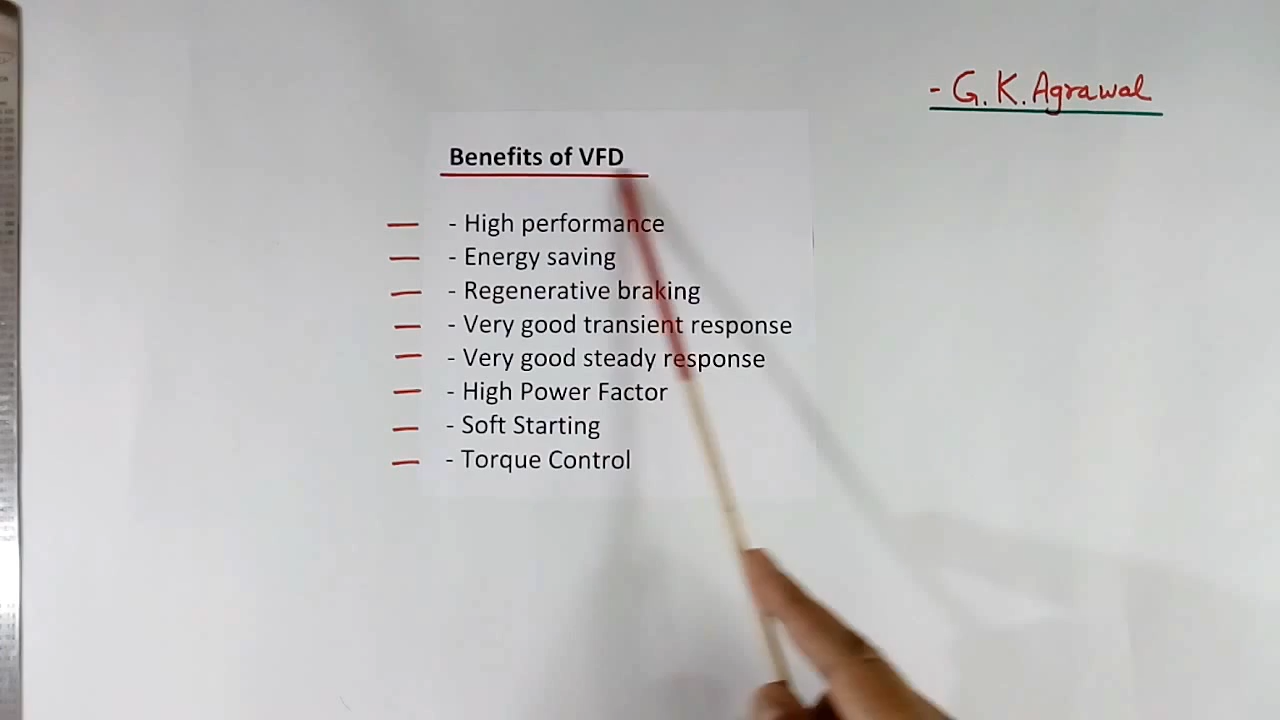 - G. K. Agrawal
Benefits of VFD
- High performance
- Energy saving
- Regenerative braking
- Very good transient response
- Very good steady response
- High Power Factor
- Soft Starting
- Torque Control